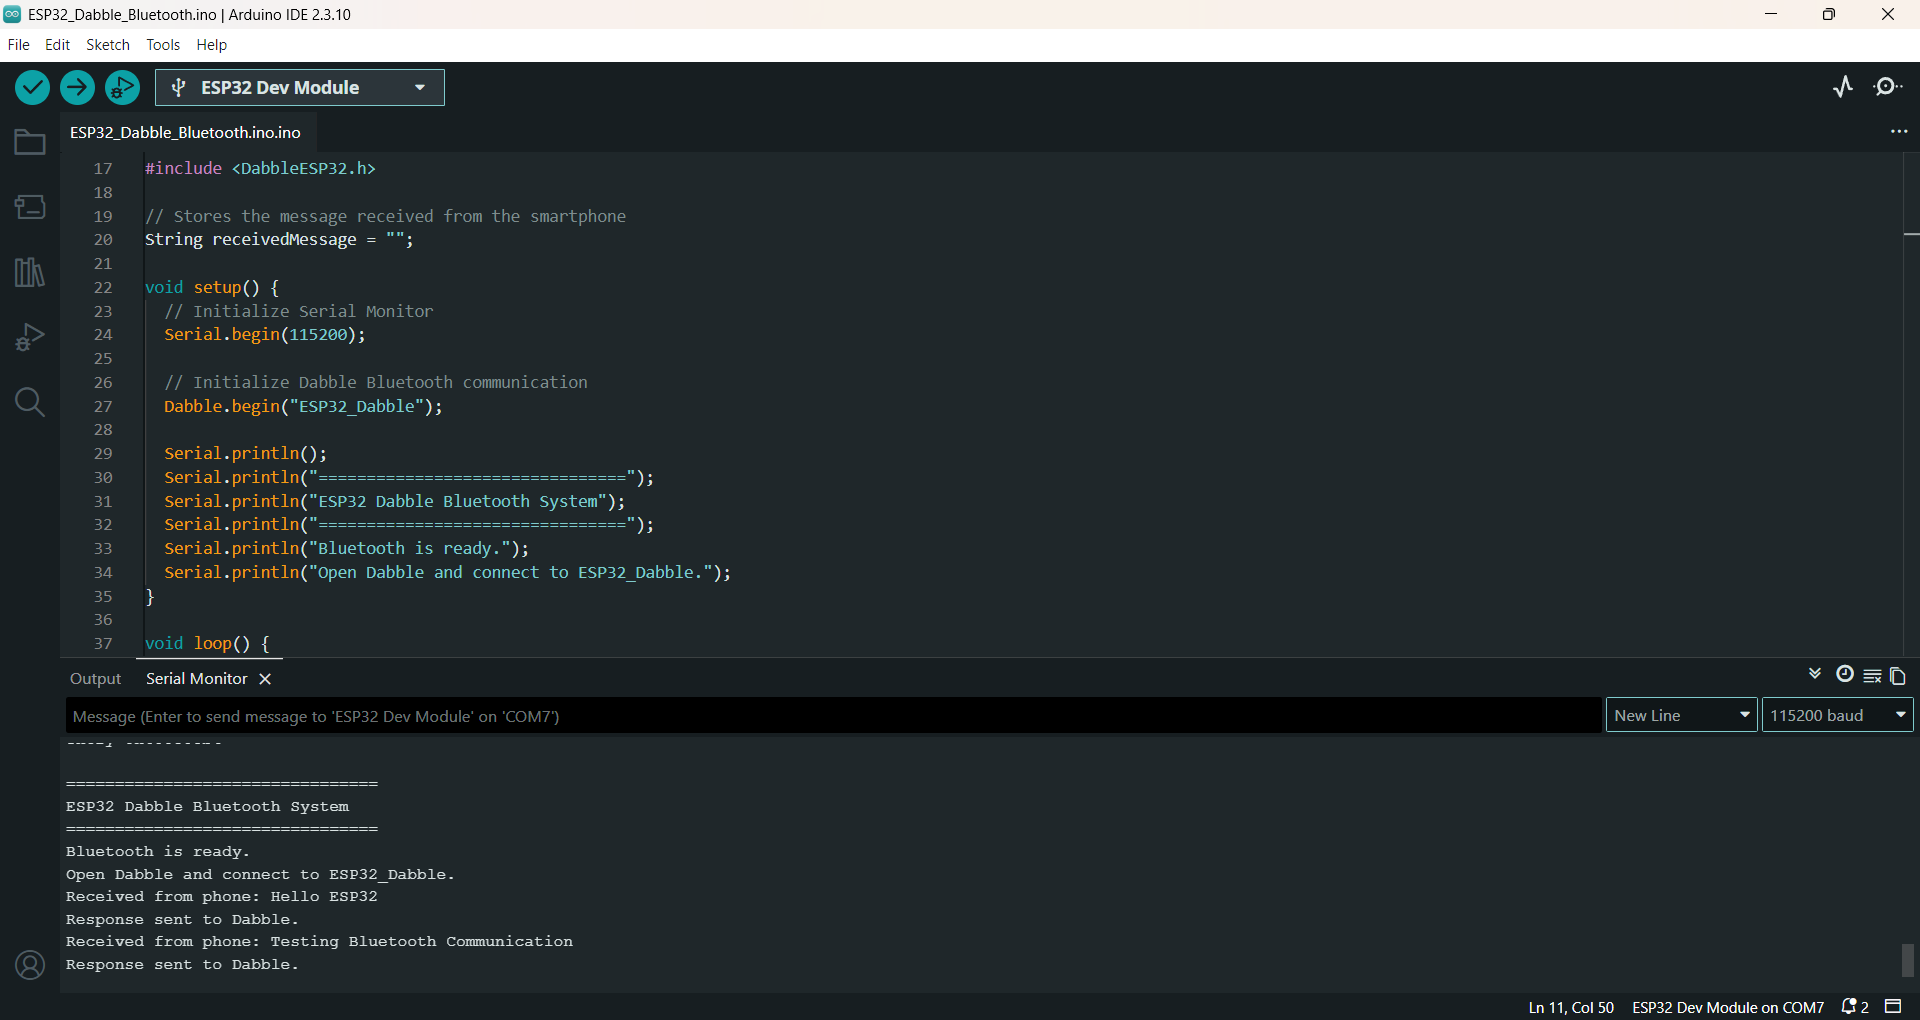 ESP32_Dabble_Bluetooth.ino | Arduino IDE 2.3.10
File Edit Sketch Tools Help
ESP32 Dev Module
ESP32_Dabble_Bluetooth.ino.ino
17 #include <DabbleESP32.h>
18
19 // Stores the message received from the smartphone
20 String receivedMessage = "";
21
22 void setup() {
23 // Initialize Serial Monitor
24 Serial.begin(115200);
25
26 // Initialize Dabble Bluetooth communication
27 Dabble.begin("ESP32_Dabble");
28
29 Serial.println();
30 Serial.println("================================");
31 Serial.println("ESP32 Dabble Bluetooth System");
32 Serial.println("================================");
33 Serial.println("Bluetooth is ready.");
34 Serial.println("Open Dabble and connect to ESP32_Dabble.");
35 }
36
37 void loop() {
Output Serial Monitor
Message (Enter to send message to 'ESP32 Dev Module' on 'COM7') New Line 115200 baud
================================
ESP32 Dabble Bluetooth System
================================
Bluetooth is ready.
Open Dabble and connect to ESP32_Dabble.
Received from phone: Hello ESP32
Response sent to Dabble.
Received from phone: Testing Bluetooth Communication
Response sent to Dabble.
Ln 11, Col 50 ESP32 Dev Module on COM7 2